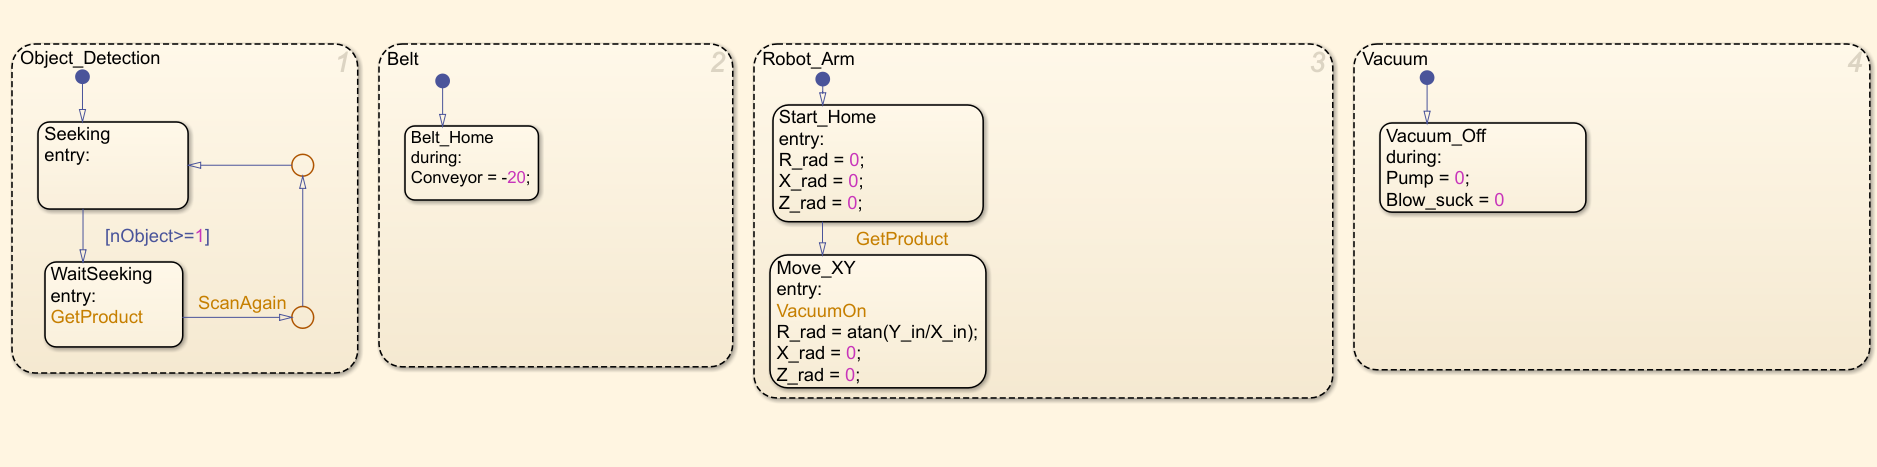 Object_Detection
1
Seeking
entry:
[nObject>=1]
WaitSeeking
entry:
GetProduct
ScanAgain
Belt
2
Belt_Home
during:
Conveyor = -20;
Robot_Arm
3
Start_Home
entry:
R_rad = 0;
X_rad = 0;
Z_rad = 0;
GetProduct
Move_XY
entry:
VacuumOn
R_rad = atan(Y_in/X_in);
X_rad = 0;
Z_rad = 0;
Vacuum
4
Vacuum_Off
during:
Pump = 0;
Blow_suck = 0